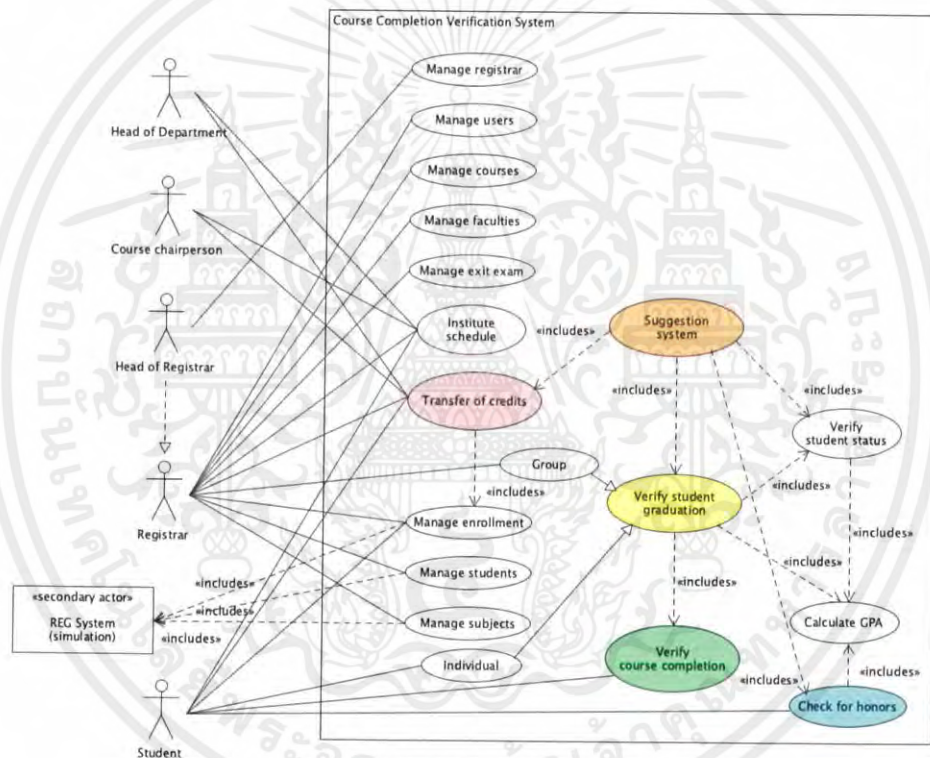 Course Completion Verification System
Head of Department
Course chairperson
Head of Registrar
Registrar
«secondary actor»
REG System
(simulation)
Student
Manage registrar
Manage users
Manage courses
Manage faculties
Manage exit exam
Institute
schedule
Transfer of credits
Group
Manage enrollment
Manage students
Manage subjects
Individual
Suggestion
system
Verify
student status
Verify student
graduation
Calculate GPA
Verify
course completion
Check for honors
«includes»
«includes»
«includes»
«includes»
«includes»
«includes»
«includes»
«includes»
«includes»
«includes»
«includes»